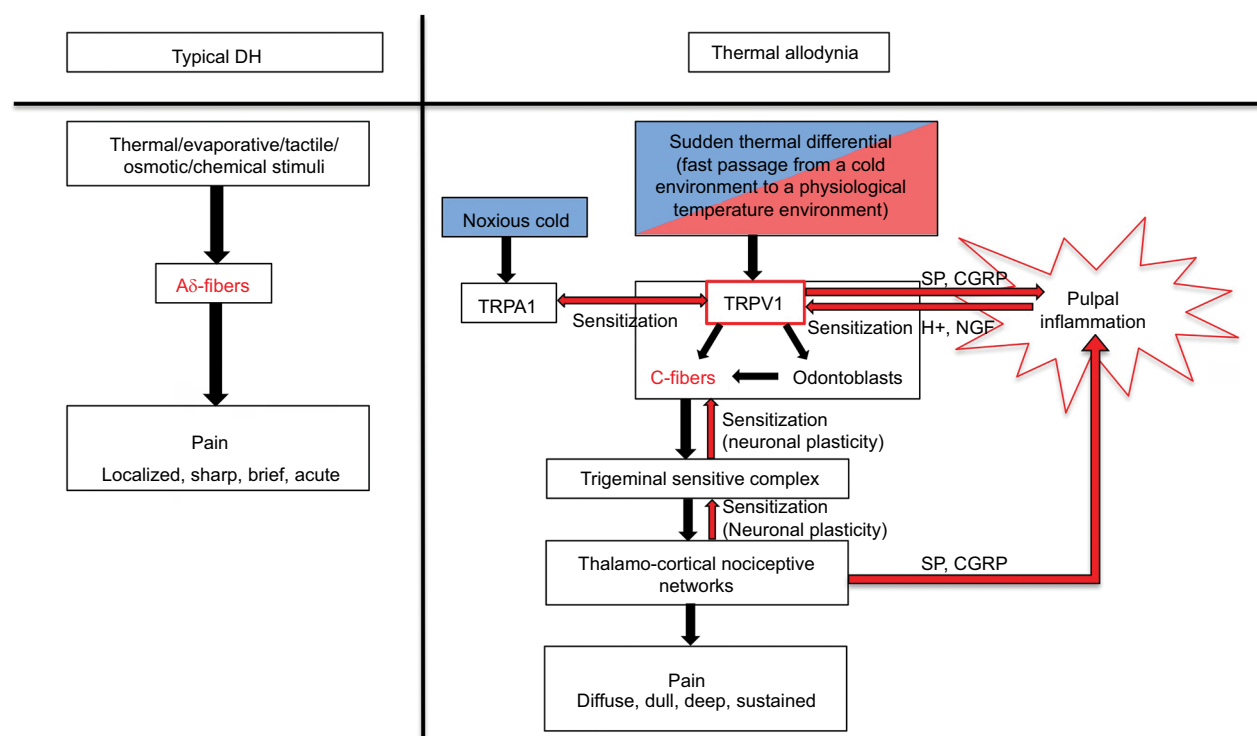 Typical DH
Thermal/evaporative/tactile/
osmotic/chemical stimuli
Aδ-fibers
Pain
Localized, sharp, brief, acute
Thermal allodynia
Sudden thermal differential
(fast passage from a cold
environment to a physiological
temperature environment)
Noxious cold
TRPA1
Sensitization
TRPV1
SP, CGRP
Sensitization H+, NGF
Pulpal
inflammation
C-fibers
Odontoblasts
Sensitization
(neuronal plasticity)
Trigeminal sensitive complex
Sensitization
(Neuronal plasticity)
Thalamo-cortical nociceptive
networks
SP, CGRP
Pain
Diffuse, dull, deep, sustained